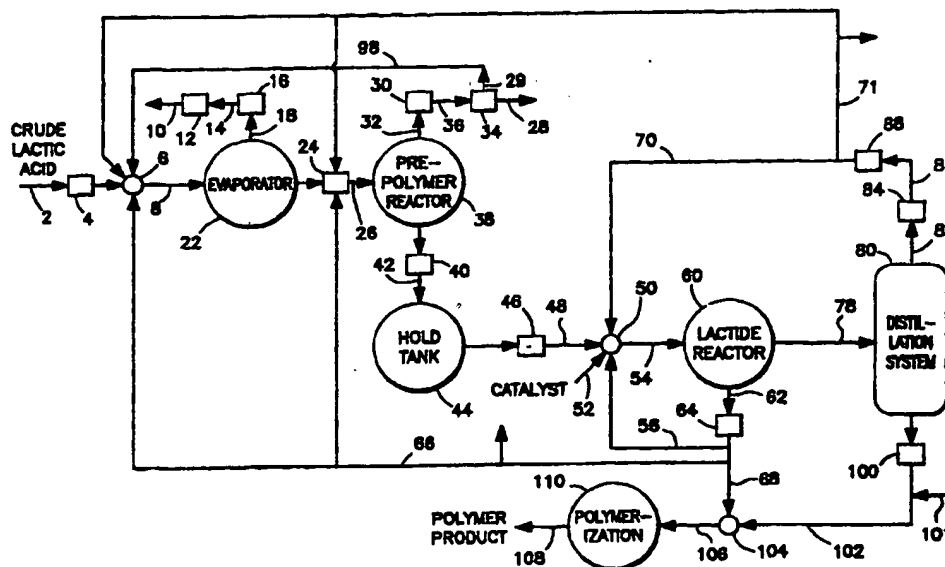 98
16
18
14
12
10
30
32
36
34
29
28
71
70
88
84
CRUDE
LACTIC
ACID
2
4
6
8
EVAPORATOR
22
24
26
PRE-
POLYMER
REACTOR
38
40
42
HOLD
TANK
44
46
48
50
CATALYST
52
54
60
LACTIDE
REACTOR
62
64
56
66
68
78
80
DISTIL-
LATION
SYSTEM
100
102
104
106
110
POLYMER-
IZATION
POLYMER
PRODUCT
108